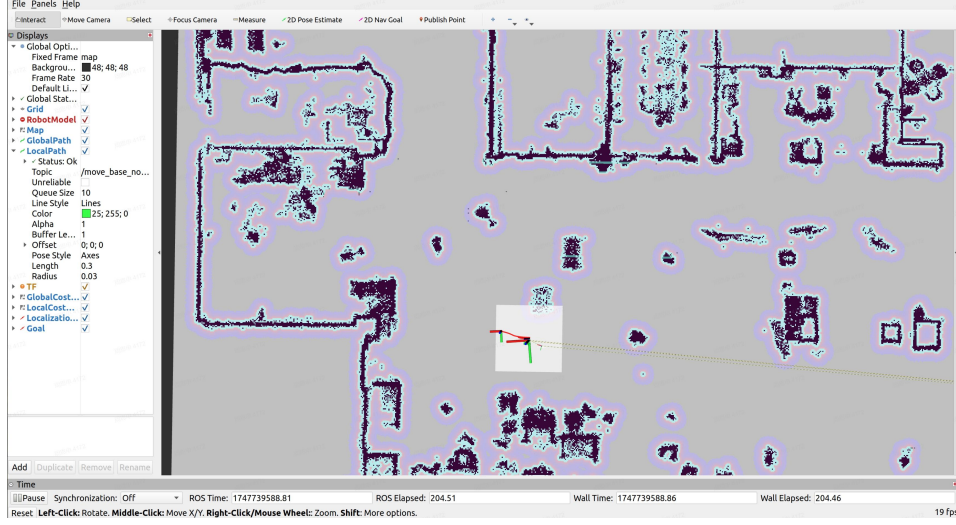 File Panels Help
Interact Move Camera Select Focus Camera Measure 2D Pose Estimate 2D Nav Goal Publish Point
Displays
Global Opti...
Fixed Frame map
Backgrou... 48; 48; 48
Frame Rate 30
Default Li...
Global Stat...
Grid
RobotModel
Map
GlobalPath
LocalPath
Status: Ok
Topic /move_base_no...
Unreliable
Queue Size 10
Line Style Lines
Color 25; 255; 0
Alpha 1
Buffer Le... 1
Offset 0; 0; 0
Pose Style Axes
Length 0.3
Radius 0.03
TF
GlobalCost...
LocalCost...
Localizatio...
Goal
Add Duplicate Remove Rename
Time
Pause Synchronization: Off ROS Time: 1747739588.81 ROS Elapsed: 204.51 Wall Time: 1747739588.86 Wall Elapsed: 204.46
Reset Left-Click: Rotate. Middle-Click: Move X/Y. Right-Click/Mouse Wheel:: Zoom. Shift: More options. 19 fps